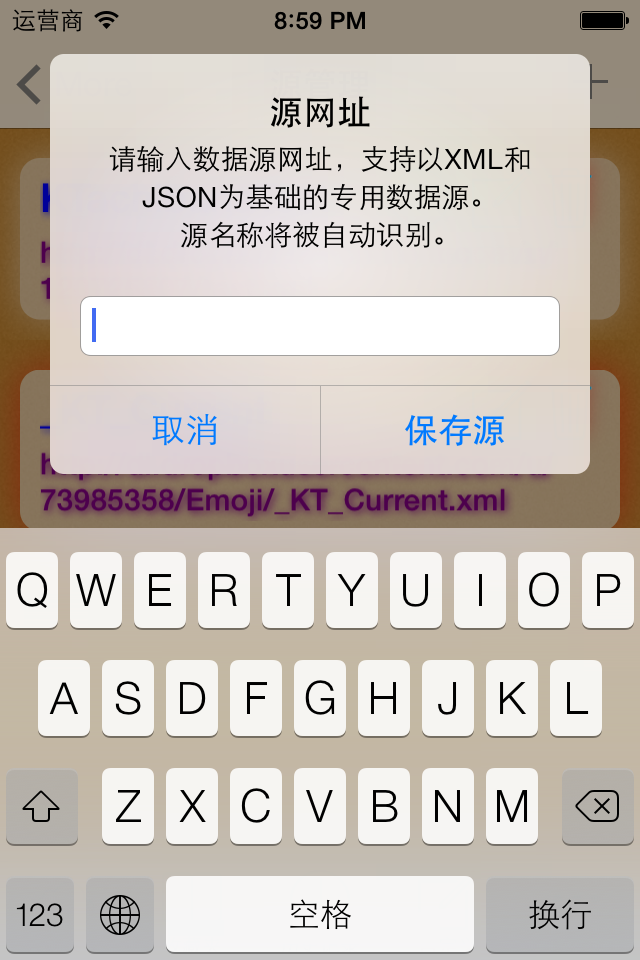 运营商 8:59 PM
源网址
请输入数据源网址，支持以XML和
JSON为基础的专用数据源。
源名称将被自动识别。
取消 保存源
73985358/Emoji/_KT_Current.xml
Q W E R T Y U I O P
A S D F G H J K L
Z X C V B N M
123 空格 换行